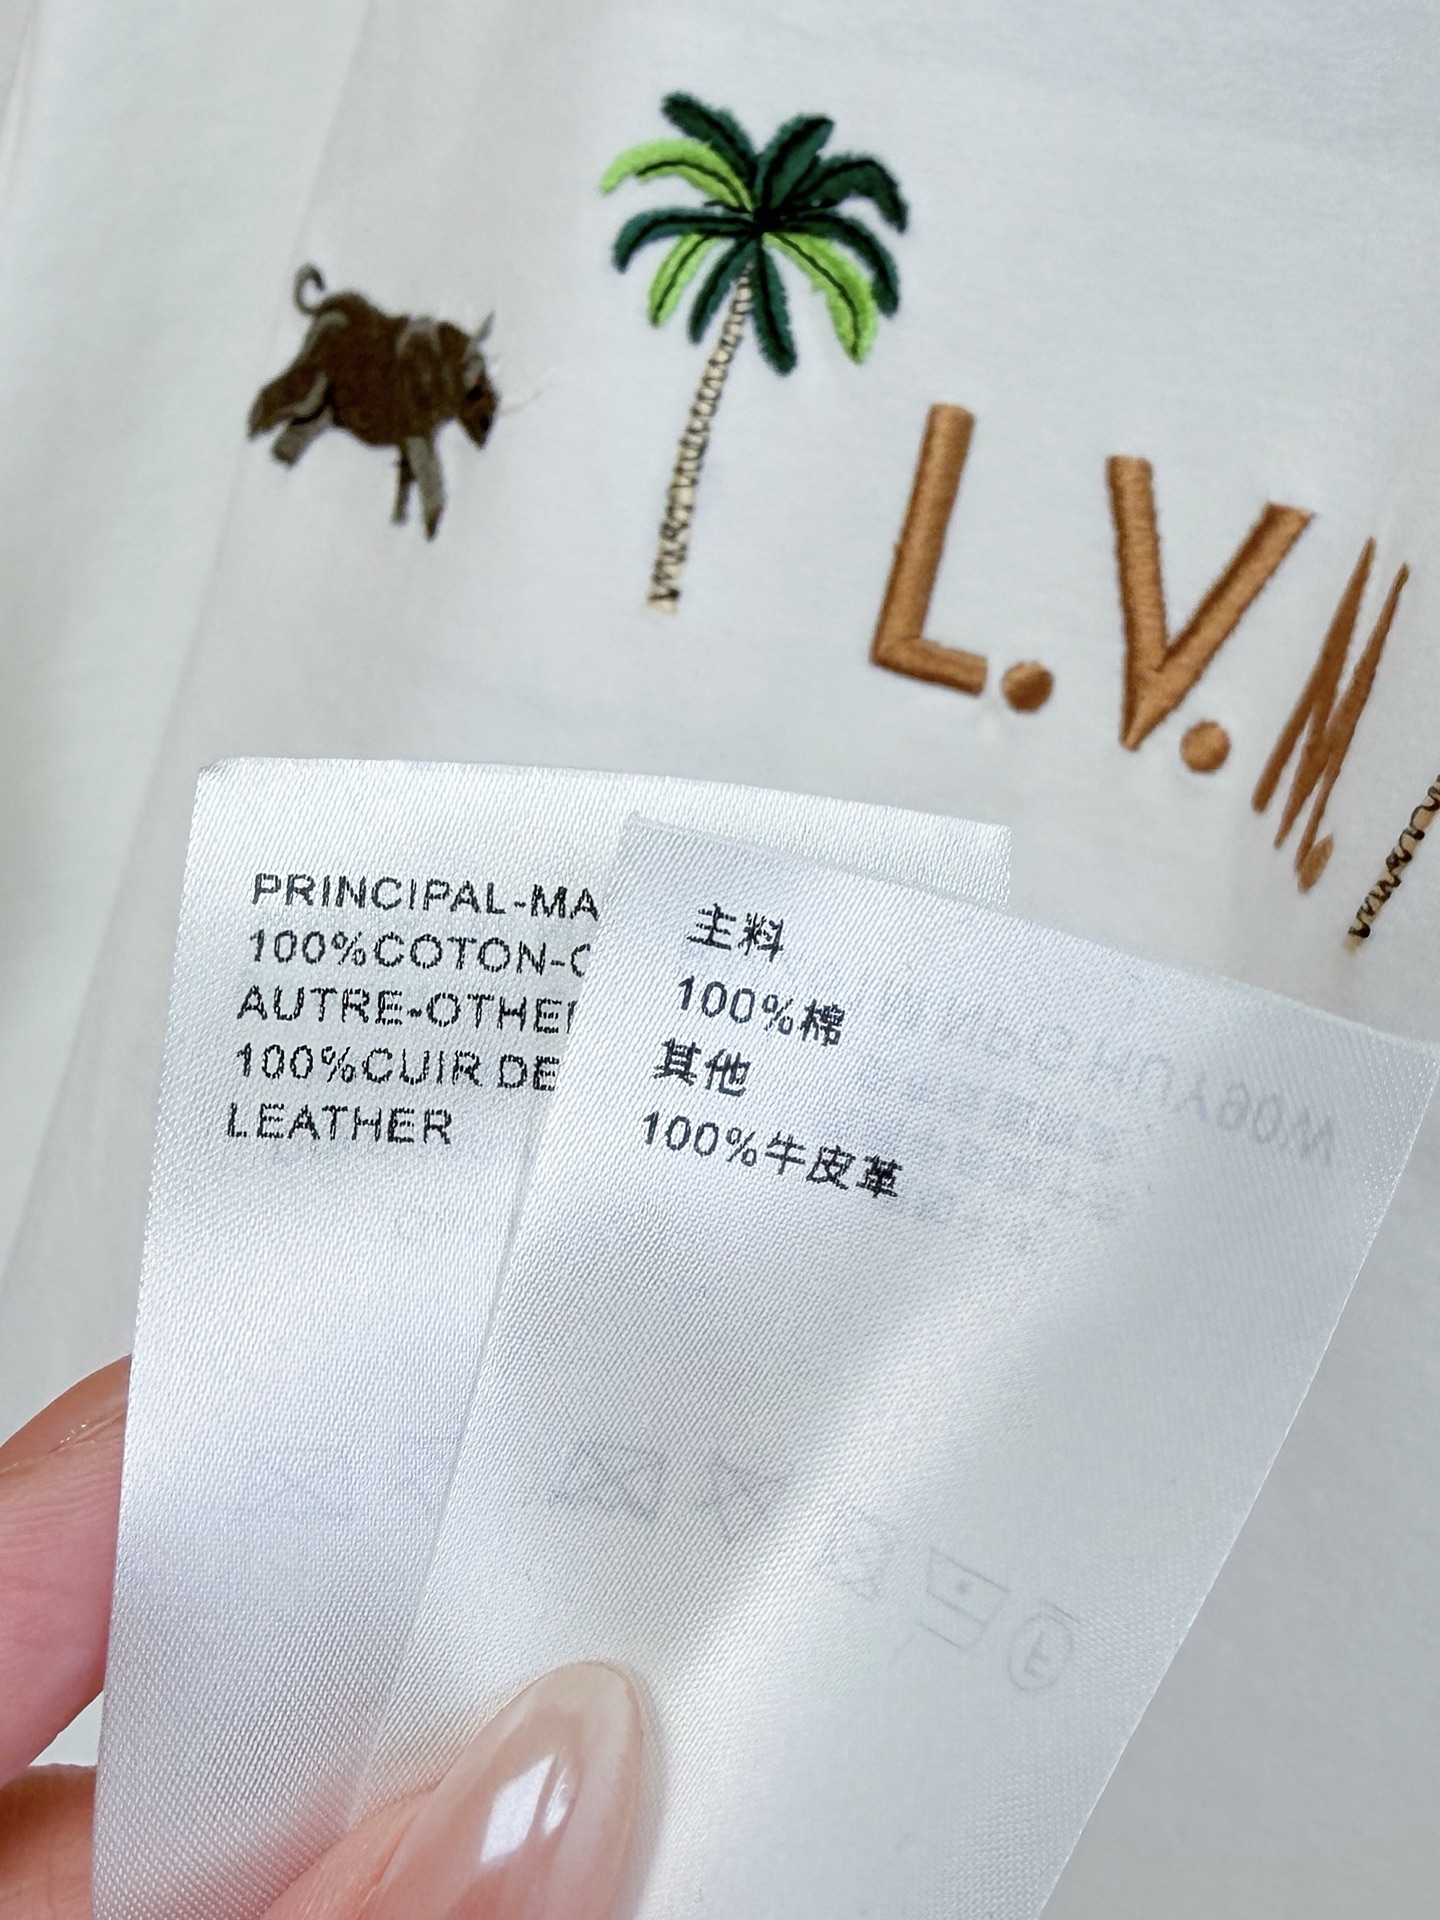 L.V.
PRINCIPAL-MA
100%COTON-C
AUTRE-OTHER
100%CUIR DE
LEATHER
主料
100%棉
其他
100%牛皮革